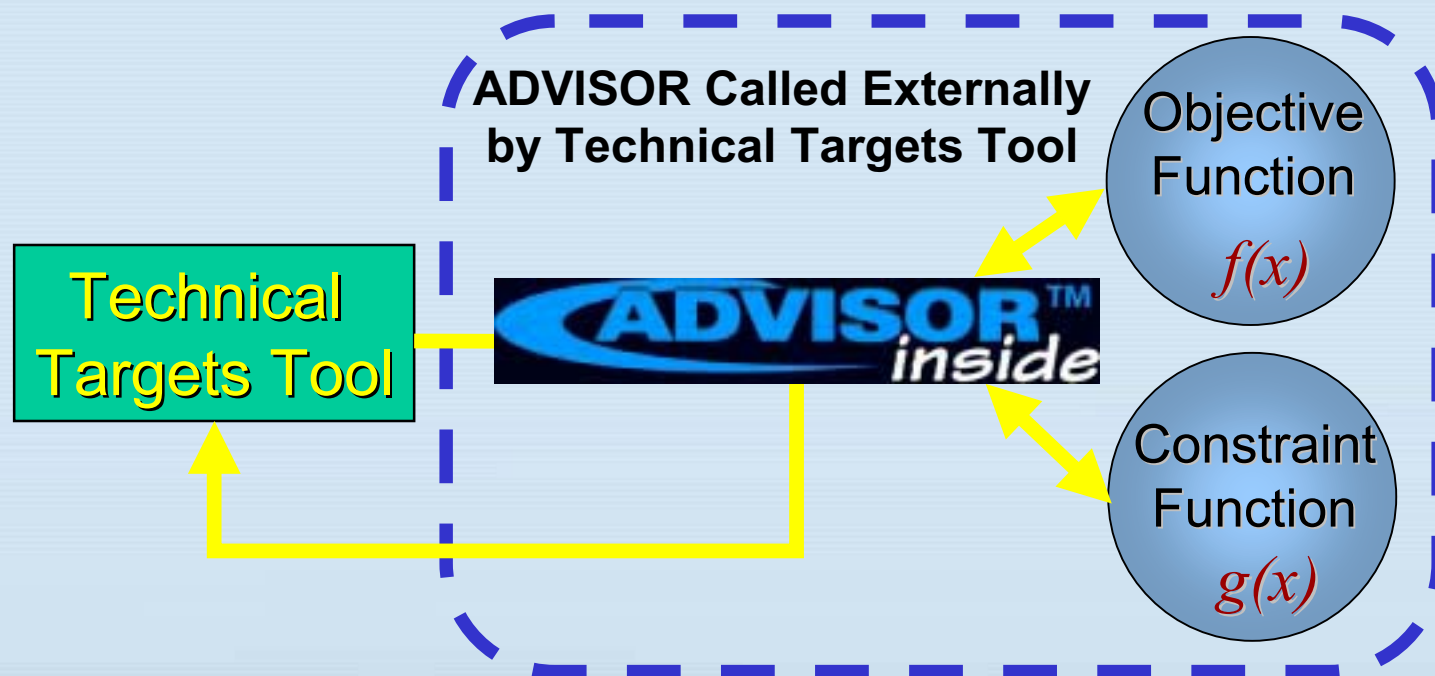 ADVISOR Called Externally
by Technical Targets Tool
Objective
Function
f(x)
Technical
Targets Tool
ADVISOR™
inside
Constraint
Function
g(x)